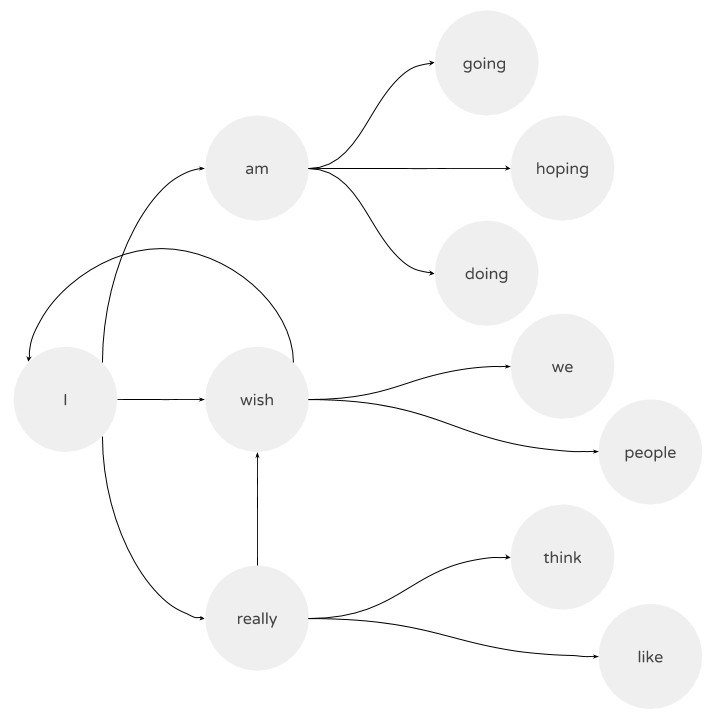 going
am
hoping
doing
we
I
wish
people
think
really
like